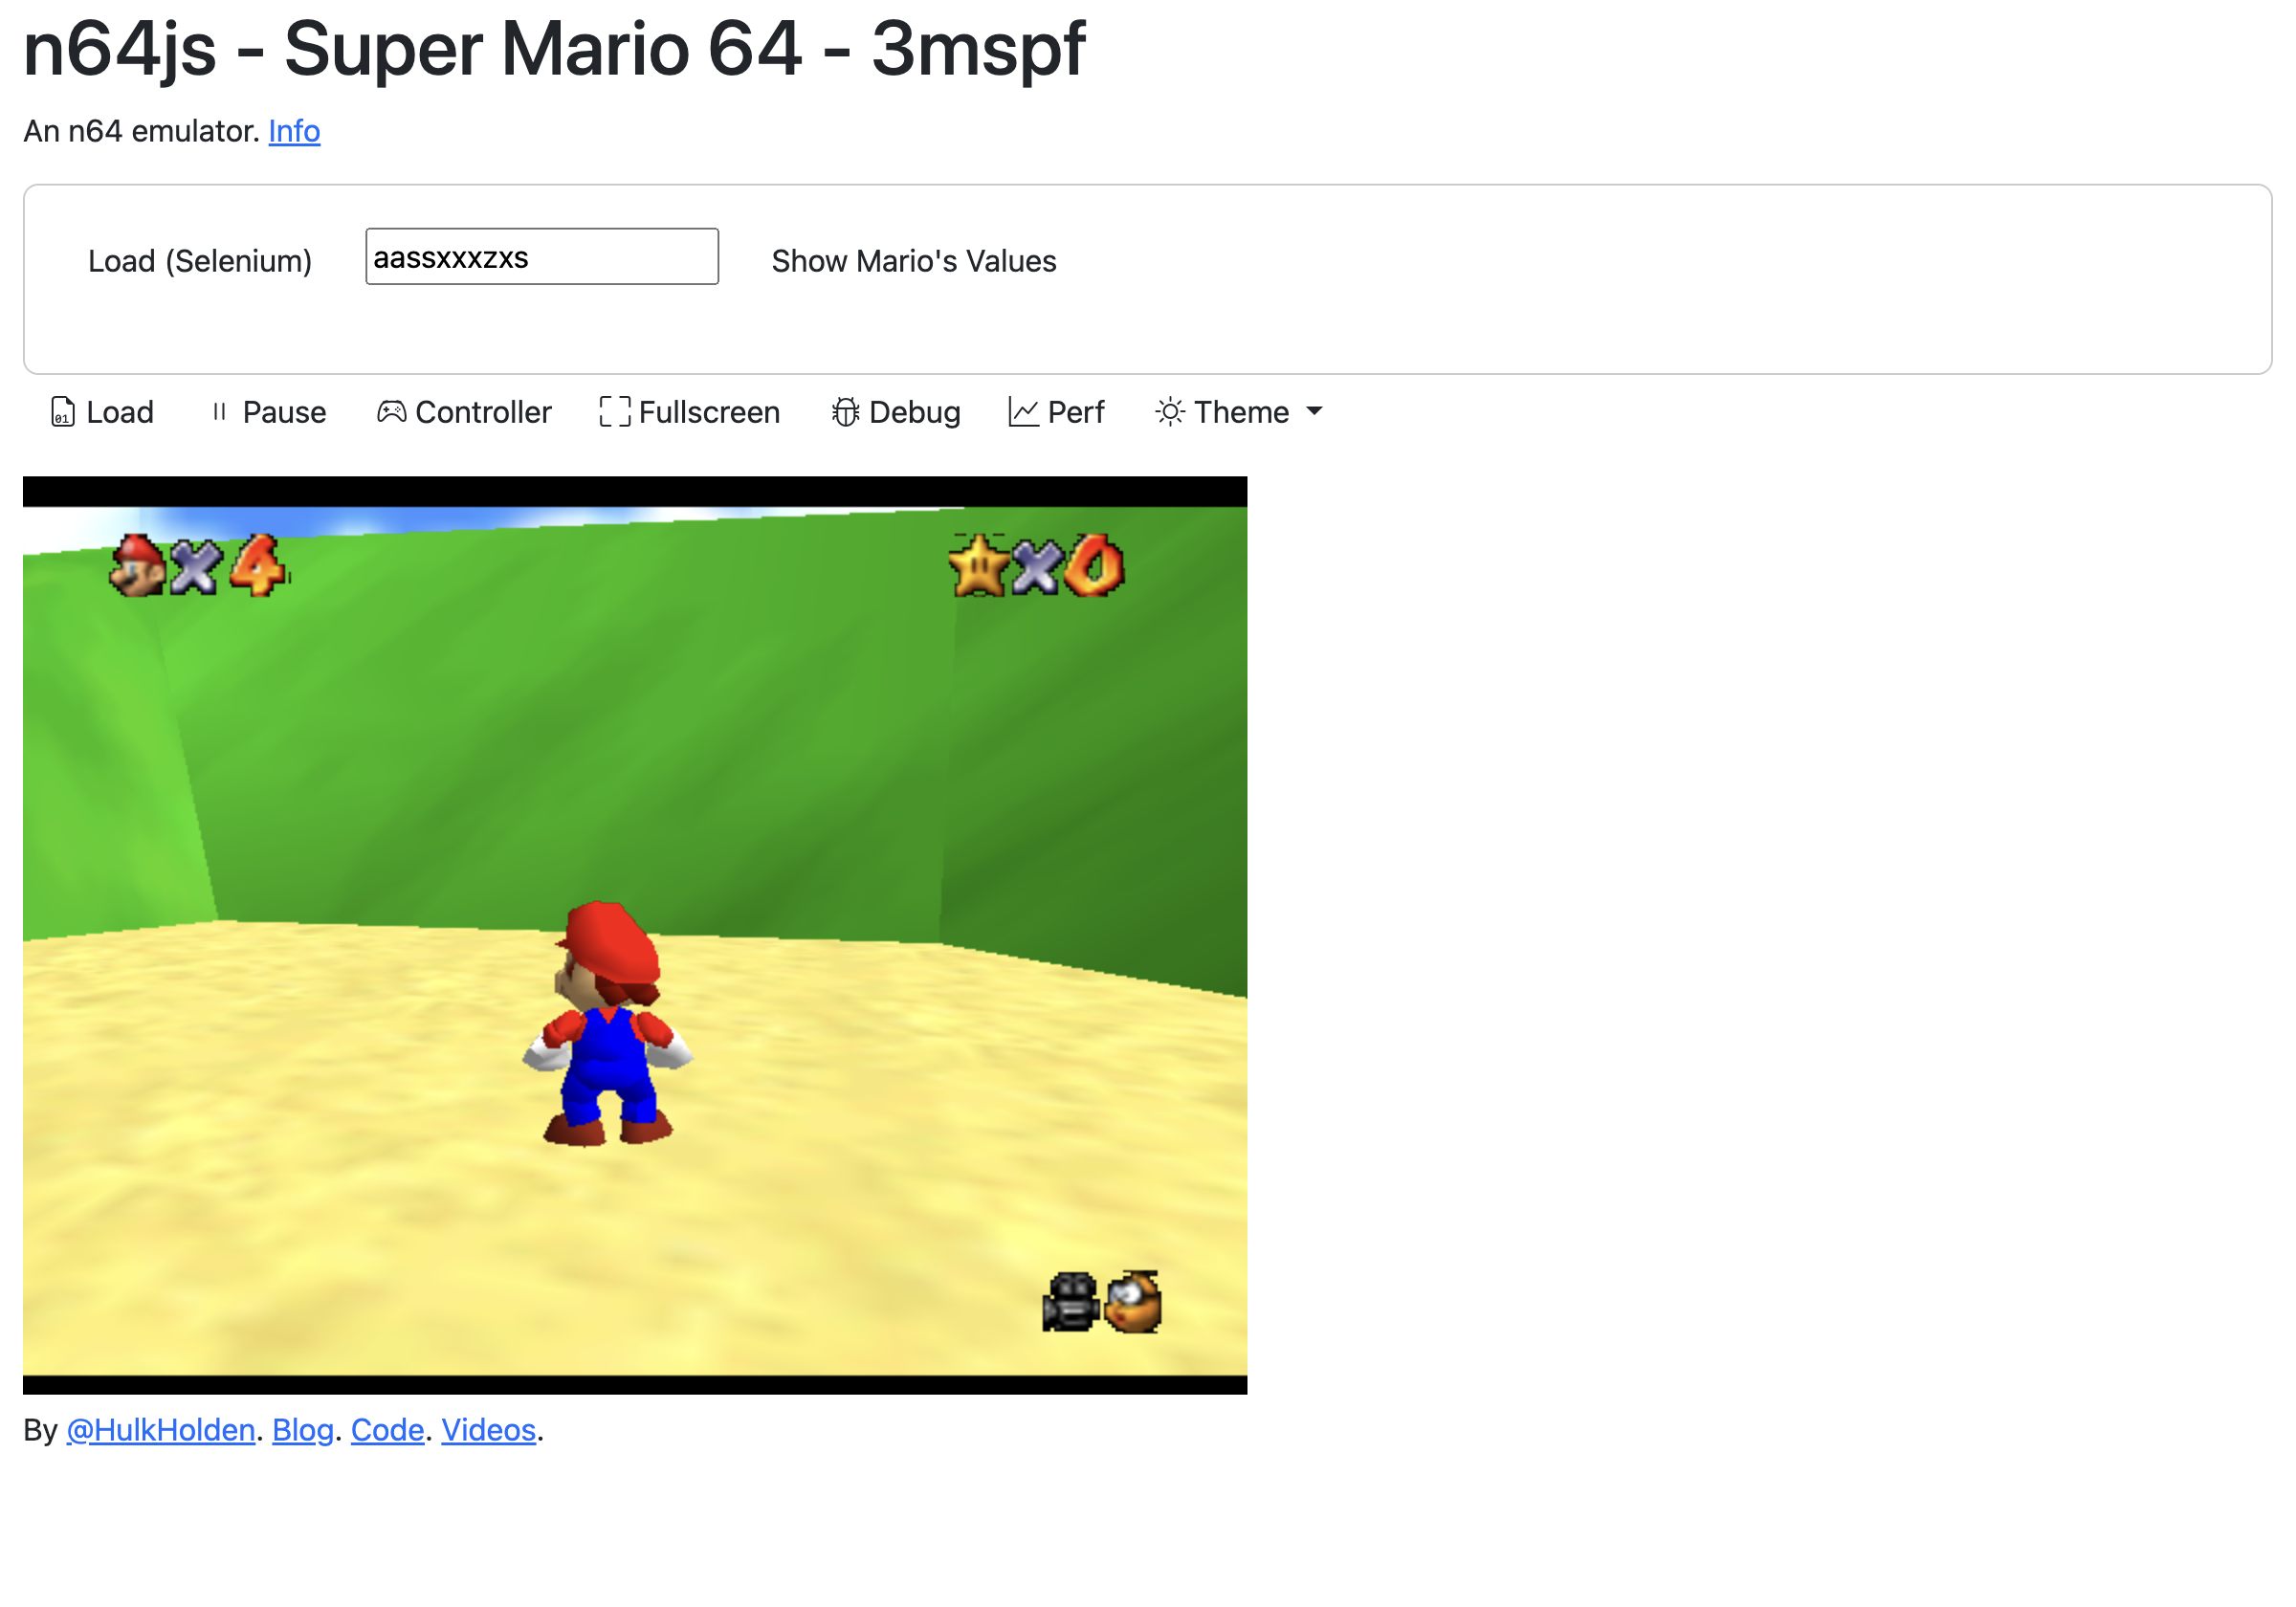 n64js - Super Mario 64 - 3mspf
An n64 emulator. Info
Load (Selenium) aassxxxzxs Show Mario's Values
Load Pause Controller Fullscreen Debug Perf Theme
×4 ×0
By @HulkHolden. Blog. Code. Videos.